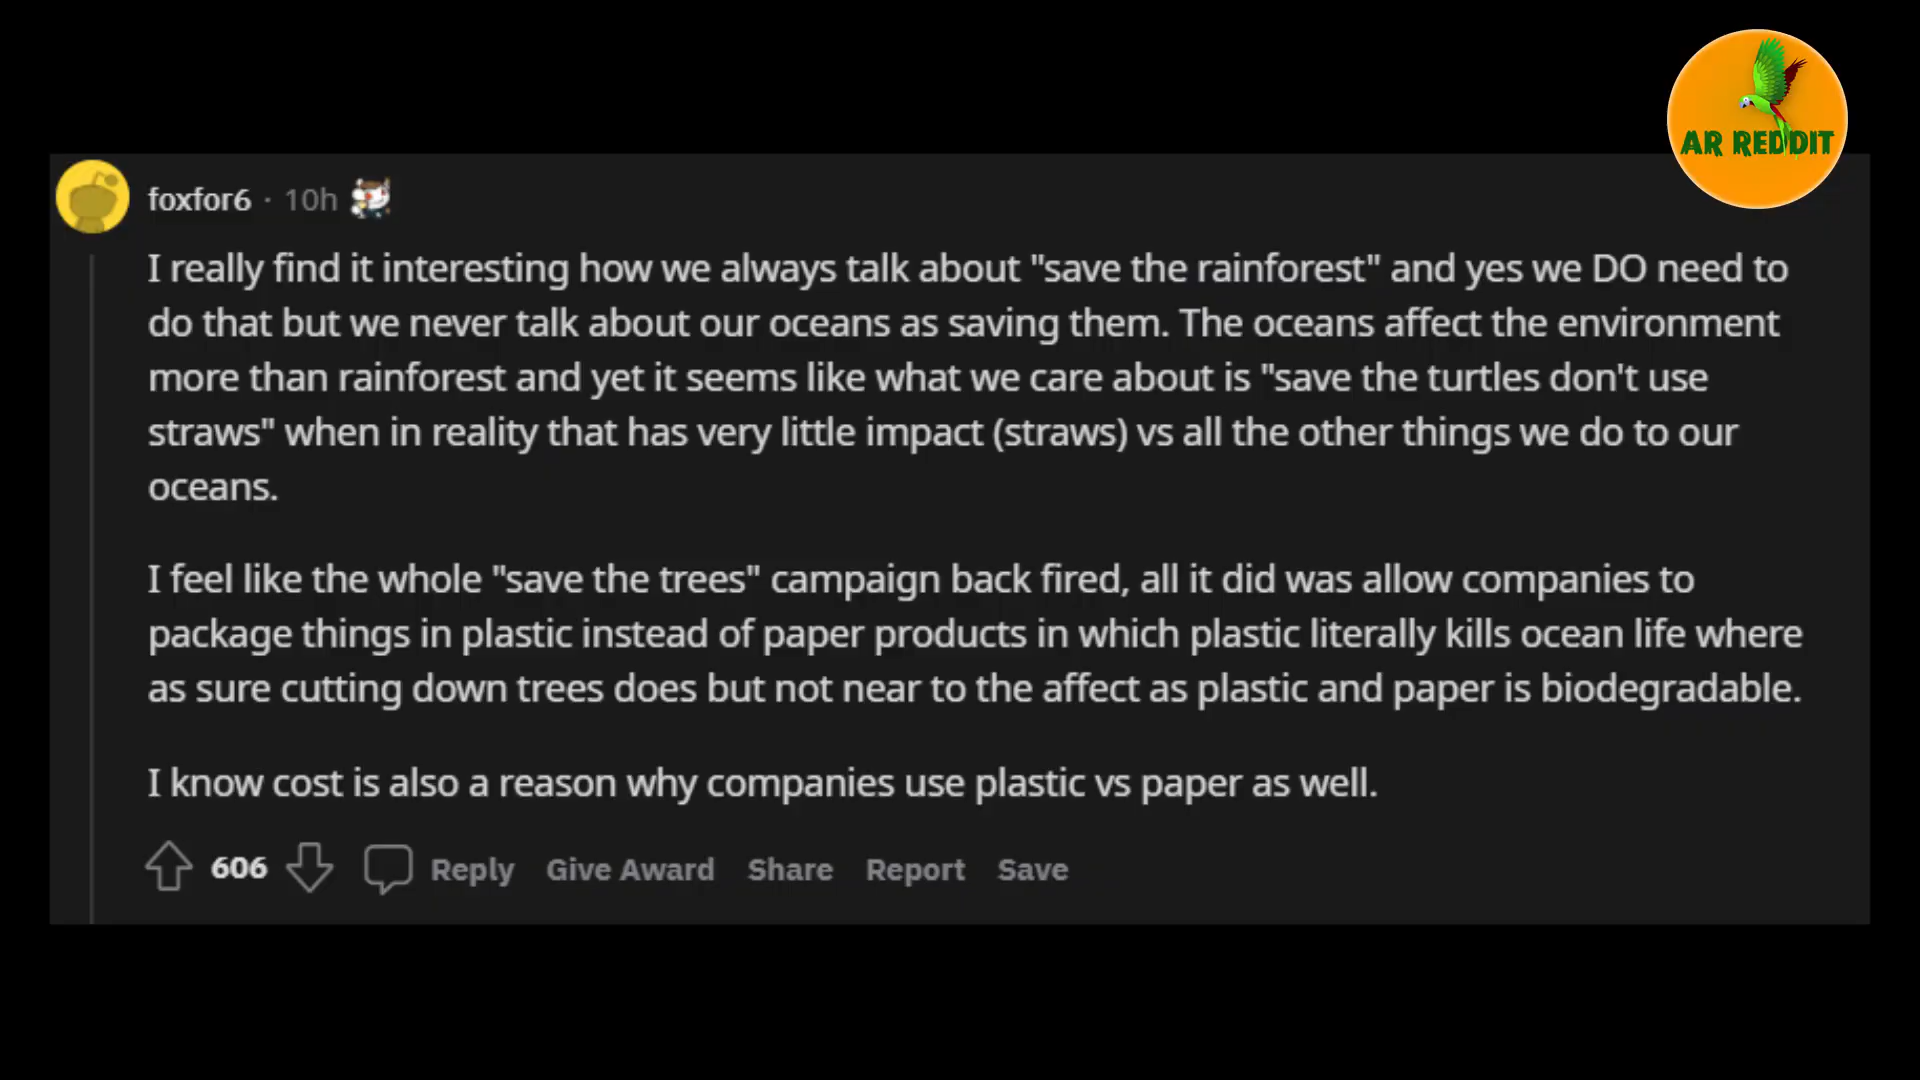 AR REDDIT
foxfor6 · 10h
I really find it interesting how we always talk about "save the rainforest" and yes we DO need to
do that but we never talk about our oceans as saving them. The oceans affect the environment
more than rainforest and yet it seems like what we care about is "save the turtles don't use
straws" when in reality that has very little impact (straws) vs all the other things we do to our
oceans.
I feel like the whole "save the trees" campaign back fired, all it did was allow companies to
package things in plastic instead of paper products in which plastic literally kills ocean life where
as sure cutting down trees does but not near to the affect as plastic and paper is biodegradable.
I know cost is also a reason why companies use plastic vs paper as well.
606 Reply Give Award Share Report Save